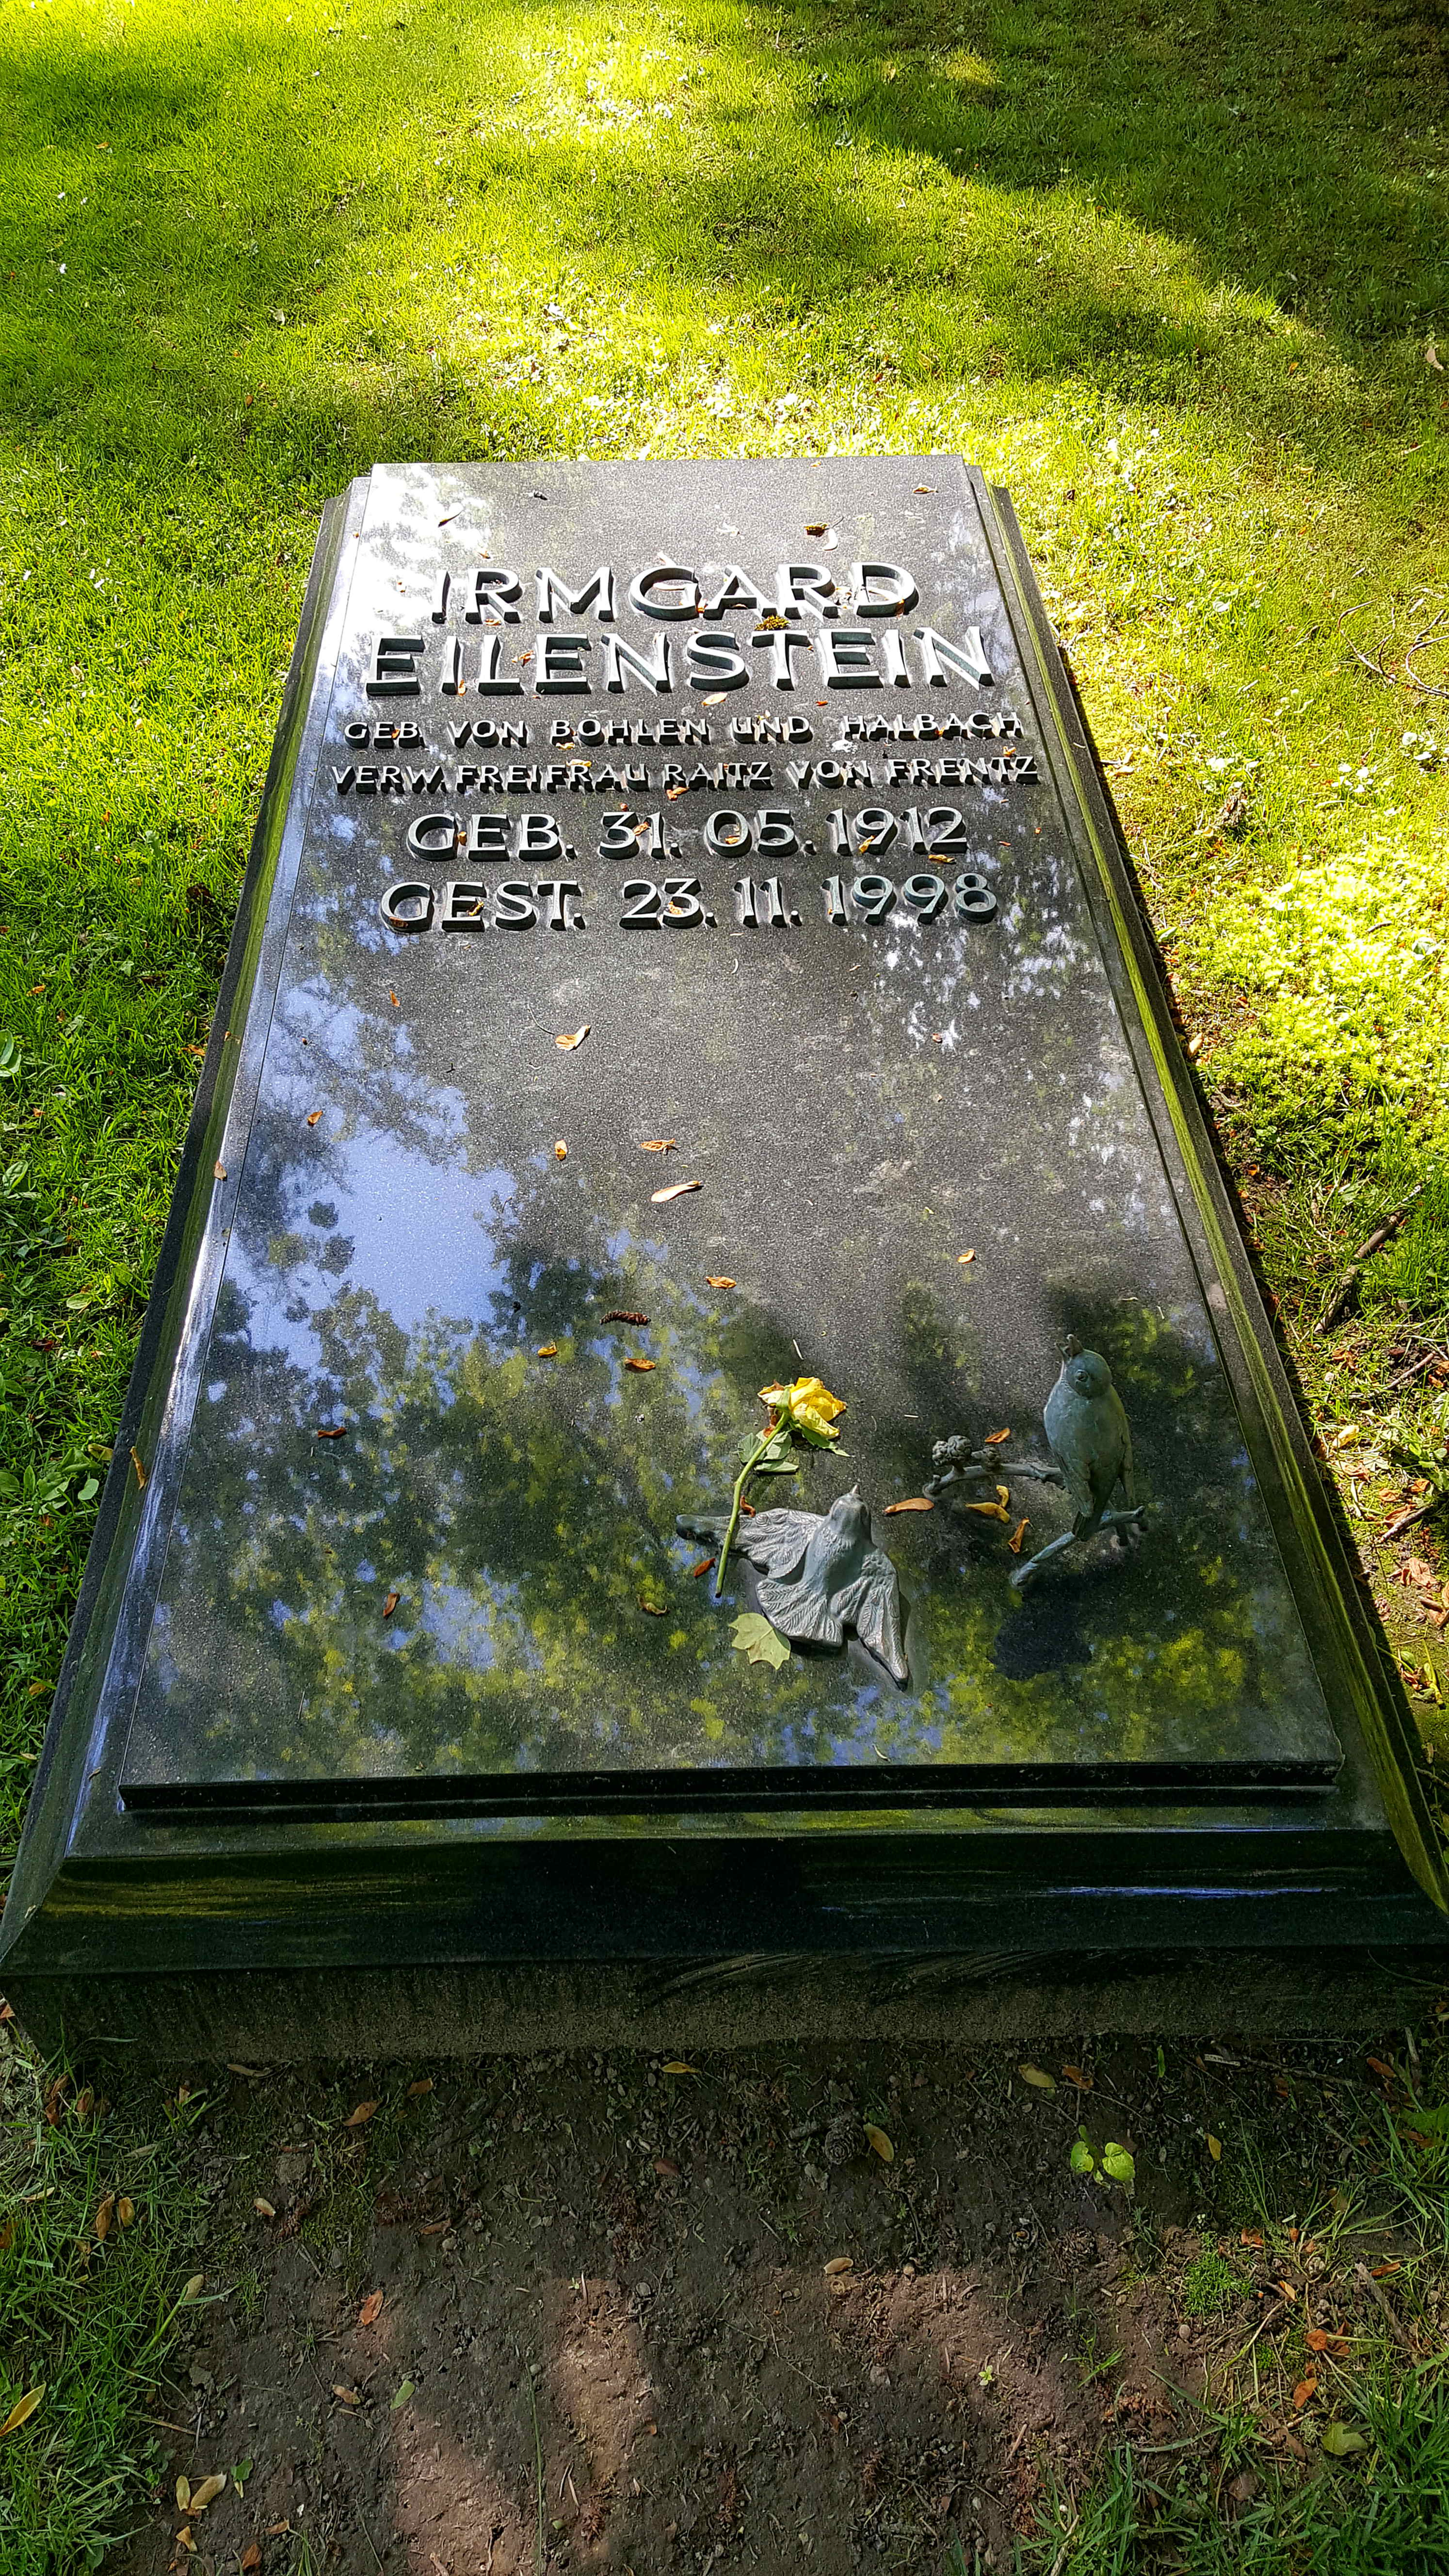 IRMGARD
EILENSTEIN
GEB. VON BOHLEN UND HALBACH
VERW. FREIFRAU RAITZ VON FRENTZ
GEB. 31. 05. 1912
GEST. 23. 11. 1998